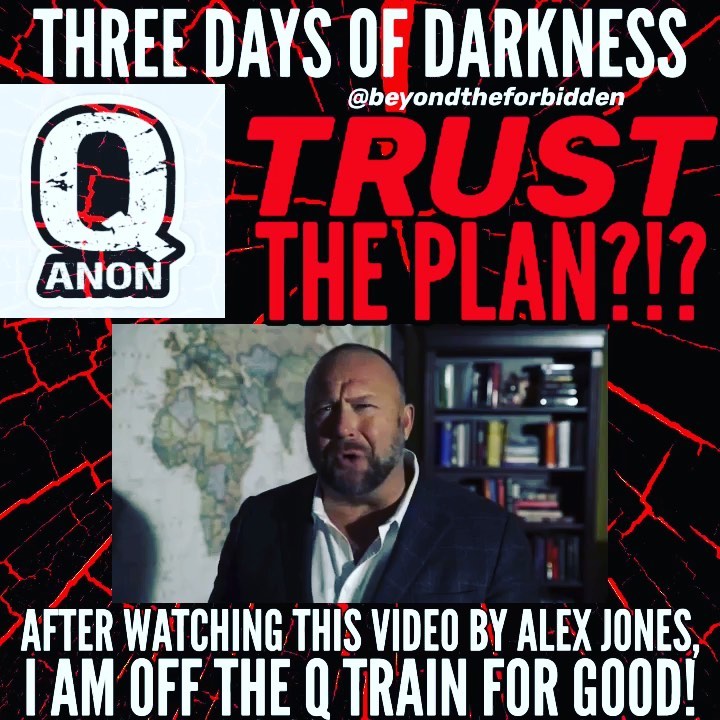 THREE DAYS OF DARKNESS
@beyondtheforbidden
Q
ANON
TRUST
THE PLAN?!?
AFTER WATCHING THIS VIDEO BY ALEX JONES,
I AM OFF THE Q TRAIN FOR GOOD!